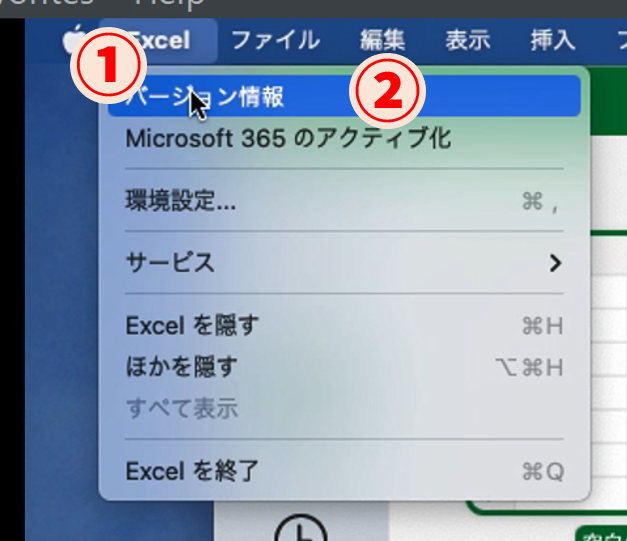 Help
① Excel ファイル 編集 表示 挿入
バージョン情報 ②
Microsoft 365 のアクティブ化
環境設定... ⌘ ,
サービス >
Excel を隠す ⌘H
ほかを隠す ⌥⌘H
すべて表示
Excel を終了 ⌘Q